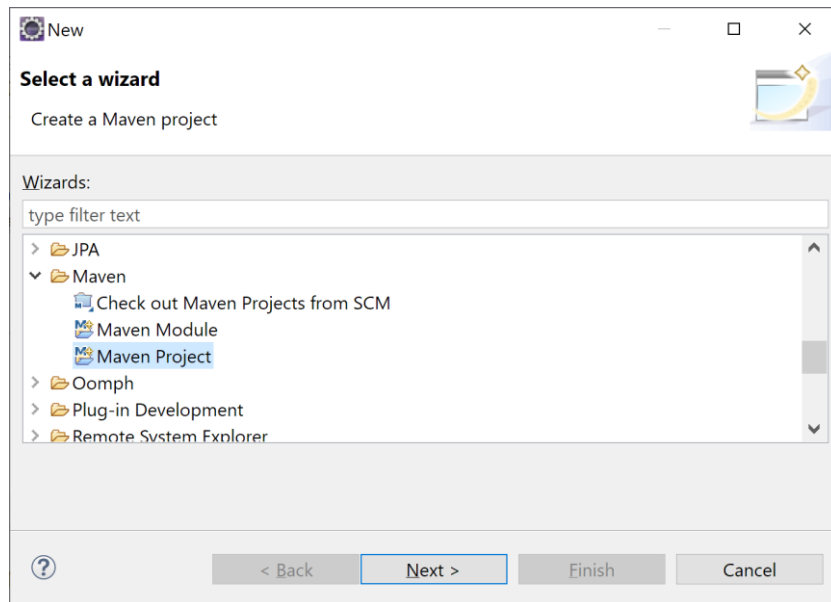 New
Select a wizard
Create a Maven project
Wizards:
type filter text
JPA
Maven
Check out Maven Projects from SCM
Maven Module
Maven Project
Oomph
Plug-in Development
Remote System Explorer
< Back Next > Finish Cancel